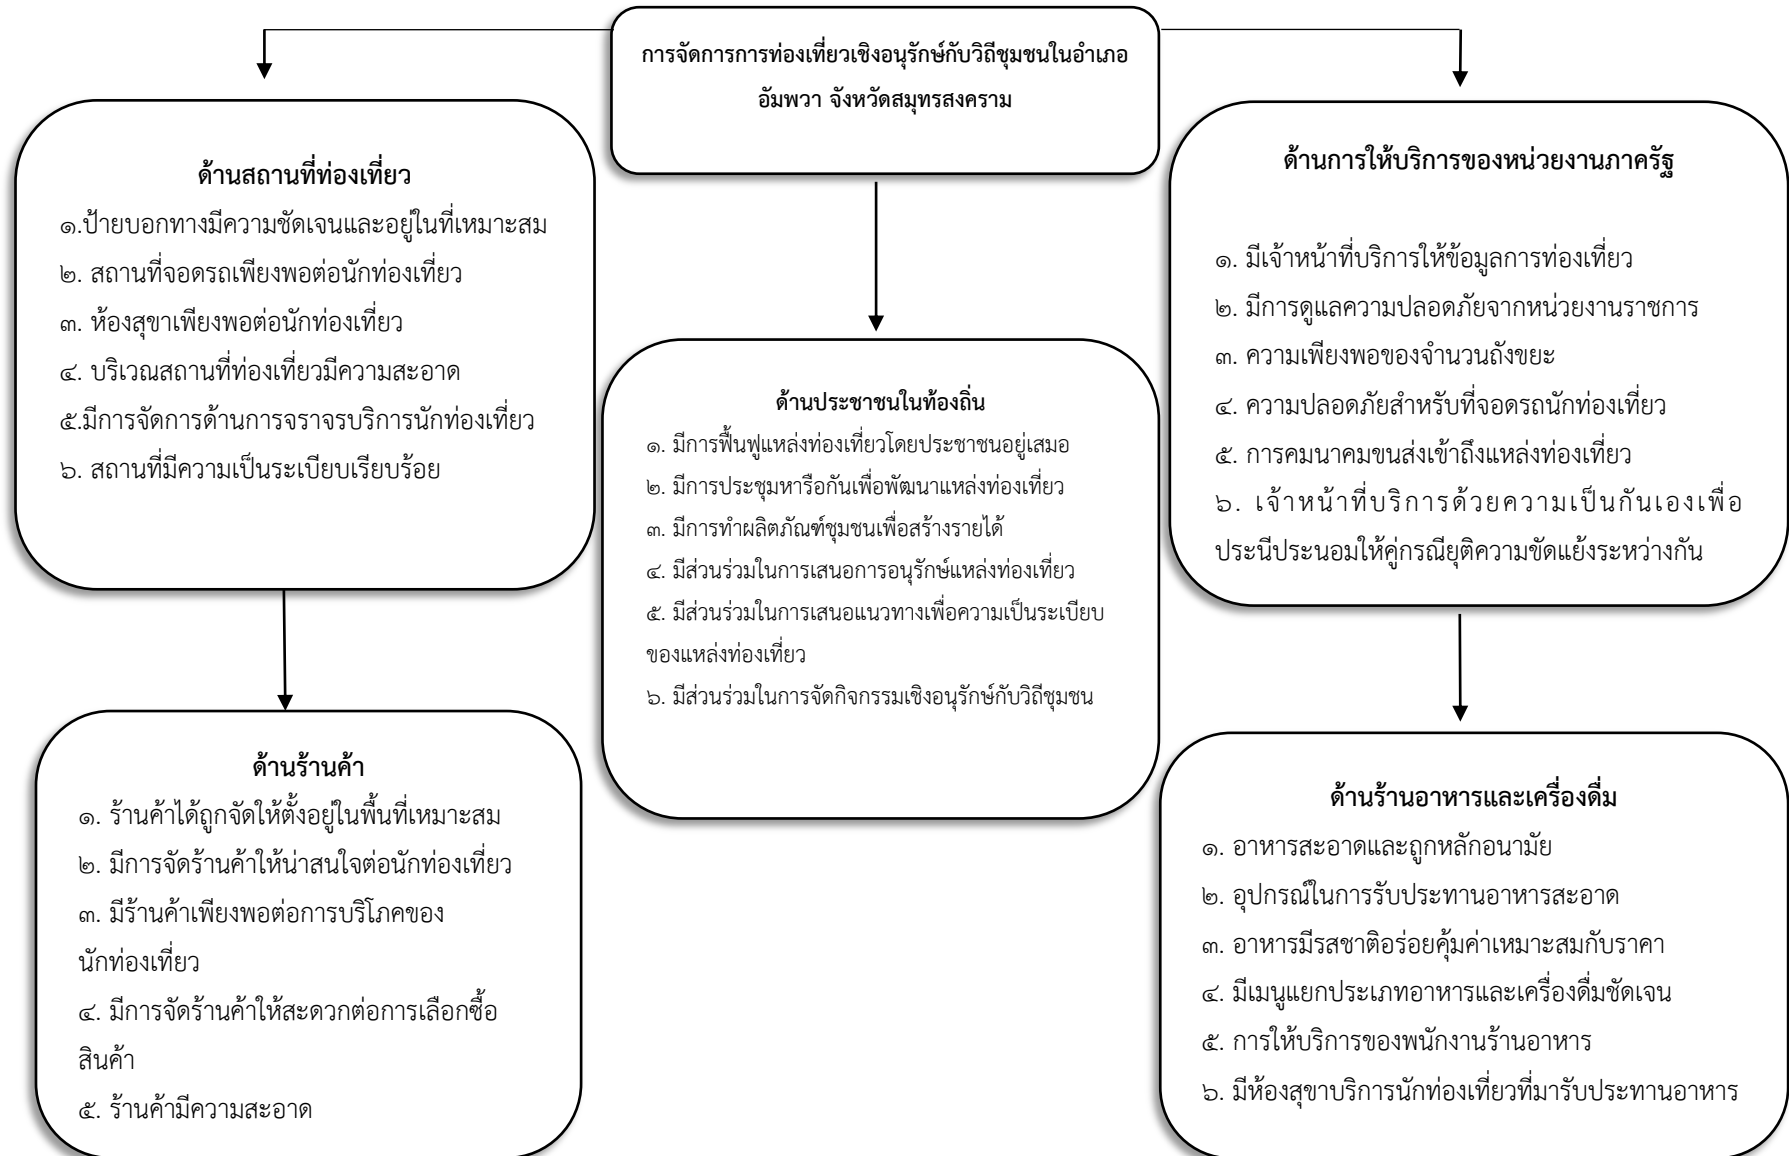 การจัดการการท่องเที่ยวเชิงอนุรักษ์กับวิถีชุมชนในอำเภอ
อัมพวา จังหวัดสมุทรสงคราม
ด้านสถานที่ท่องเที่ยว
๑.ป้ายบอกทางมีความชัดเจนและอยู่ในที่เหมาะสม
๒. สถานที่จอดรถเพียงพอต่อนักท่องเที่ยว
๓. ห้องสุขาเพียงพอต่อนักท่องเที่ยว
๔. บริเวณสถานที่ท่องเที่ยวมีความสะอาด
๕.มีการจัดการด้านการจราจรบริการนักท่องเที่ยว
๖. สถานที่มีความเป็นระเบียบเรียบร้อย
ด้านประชาชนในท้องถิ่น
๑. มีการฟื้นฟูแหล่งท่องเที่ยวโดยประชาชนอยู่เสมอ
๒. มีการประชุมหารือกันเพื่อพัฒนาแหล่งท่องเที่ยว
๓. มีการทำผลิตภัณฑ์ชุมชนเพื่อสร้างรายได้
๔. มีส่วนร่วมในการเสนอการอนุรักษ์แหล่งท่องเที่ยว
๕. มีส่วนร่วมในการเสนอแนวทางเพื่อความเป็นระเบียบ
ของแหล่งท่องเที่ยว
๖. มีส่วนร่วมในการจัดกิจกรรมเชิงอนุรักษ์กับวิถีชุมชน
ด้านการให้บริการของหน่วยงานภาครัฐ
๑. มีเจ้าหน้าที่บริการให้ข้อมูลการท่องเที่ยว
๒. มีการดูแลความปลอดภัยจากหน่วยงานราชการ
๓. ความเพียงพอของจำนวนถังขยะ
๔. ความปลอดภัยสำหรับที่จอดรถนักท่องเที่ยว
๕. การคมนาคมขนส่งเข้าถึงแหล่งท่องเที่ยว
๖. เจ้าหน้าที่บริการด้วยความเป็นกันเองเพื่อ
ประนีประนอมให้คู่กรณียุติความขัดแย้งระหว่างกัน
ด้านร้านค้า
๑. ร้านค้าได้ถูกจัดให้ตั้งอยู่ในพื้นที่เหมาะสม
๒. มีการจัดร้านค้าให้น่าสนใจต่อนักท่องเที่ยว
๓. มีร้านค้าเพียงพอต่อการบริโภคของ
นักท่องเที่ยว
๔. มีการจัดร้านค้าให้สะดวกต่อการเลือกซื้อ
สินค้า
๕. ร้านค้ามีความสะอาด
ด้านร้านอาหารและเครื่องดื่ม
๑. อาหารสะอาดและถูกหลักอนามัย
๒. อุปกรณ์ในการรับประทานอาหารสะอาด
๓. อาหารมีรสชาติอร่อยคุ้มค่าเหมาะสมกับราคา
๔. มีเมนูแยกประเภทอาหารและเครื่องดื่มชัดเจน
๕. การให้บริการของพนักงานร้านอาหาร
๖. มีห้องสุขาบริการนักท่องเที่ยวที่มารับประทานอาหาร